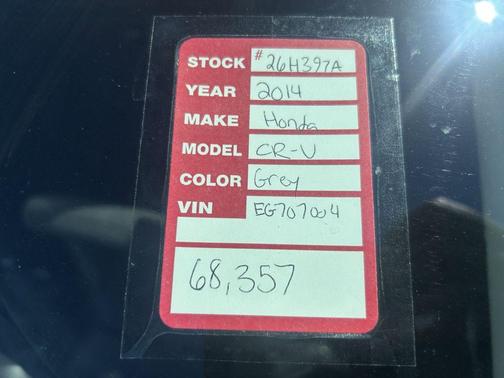 STOCK # 26H397A
YEAR 2014
MAKE Honda
MODEL CR-V
COLOR Grey
VIN EG707004
68,357